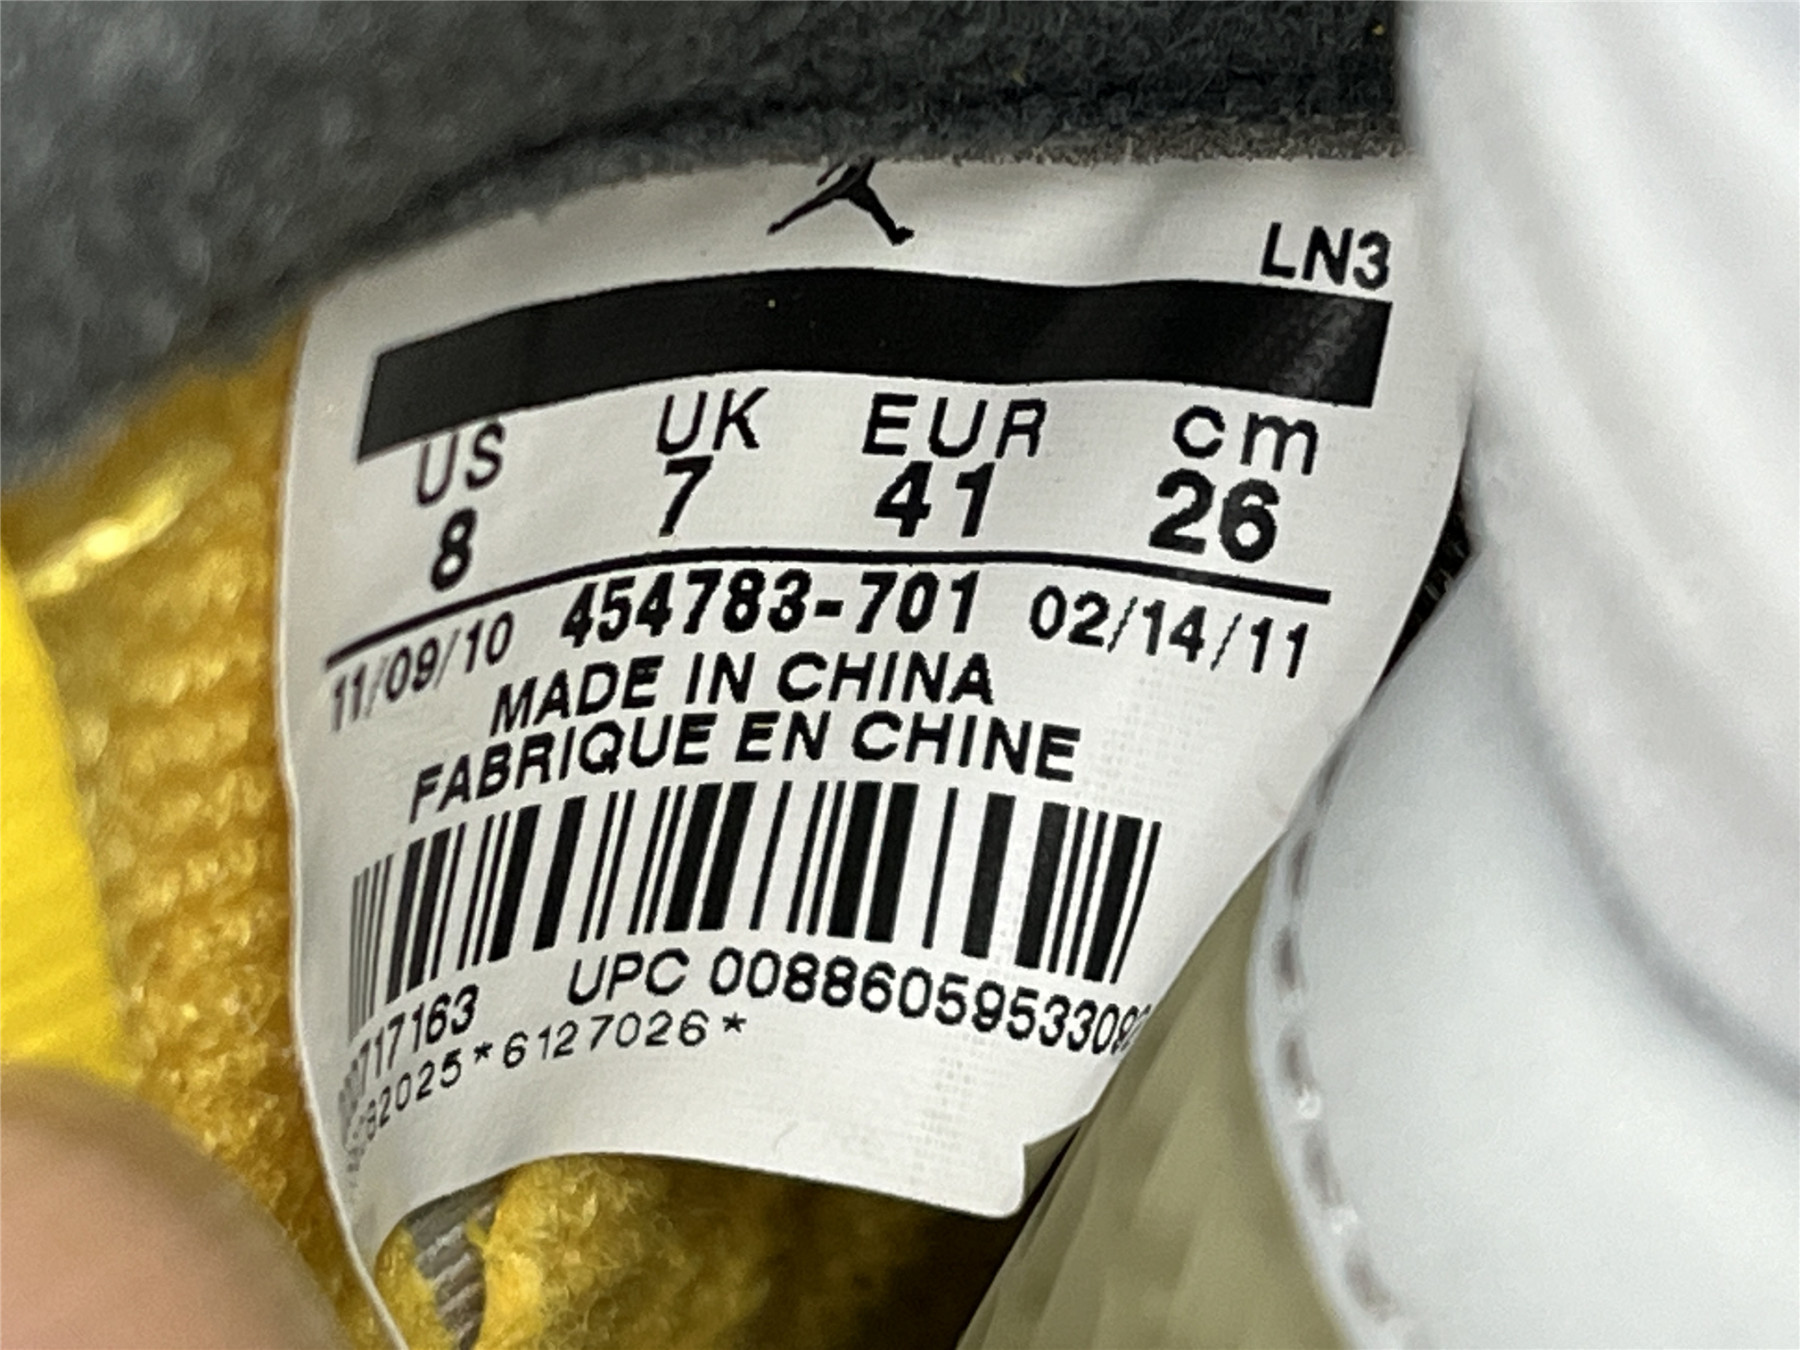 LN3
US UK EUR cm
8 7 41 26
11/09/10 454783-701 02/14/11
MADE IN CHINA
FABRIQUE EN CHINE
UPC 00886059533092